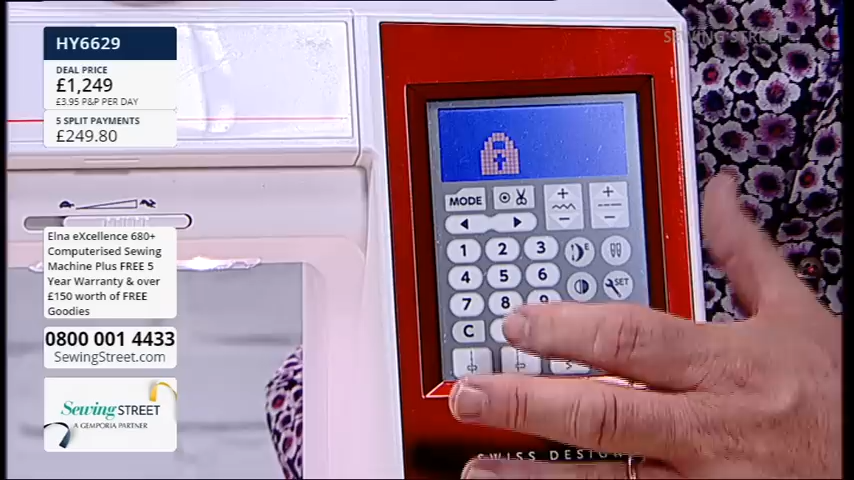 HY6629
DEAL PRICE
£1,249
£3.95 P&P PER DAY
5 SPLIT PAYMENTS
£249.80
Elna eXcellence 680+
Computerised Sewing
Machine Plus FREE 5
Year Warranty & over
£150 worth of FREE
Goodies
0800 001 4433
SewingStreet.com
Sewing STREET
A GEMPORIA PARTNER
SEWING STREET
MODE
1 2 3 E
4 5 6
7 8 9 SET
C
SWISS DESIGN